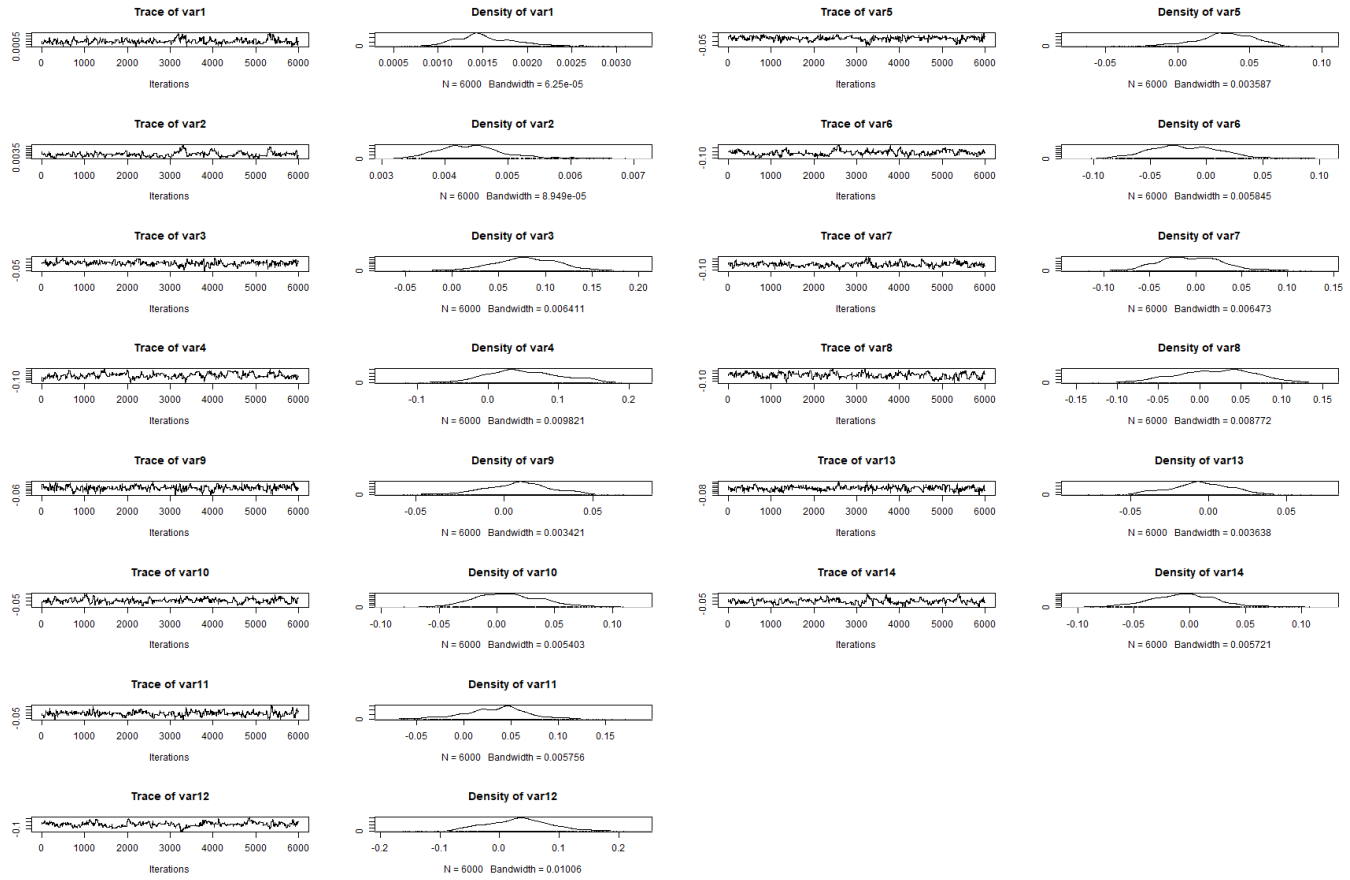 Trace of var1
0.0005
0 1000 2000 3000 4000 5000 6000
Iterations
Density of var1
0
0.0005 0.0010 0.0015 0.0020 0.0025 0.0030
N = 6000 Bandwidth = 6.25e-05
Trace of var5
-0.05
0 1000 2000 3000 4000 5000 6000
Iterations
Density of var5
0
-0.05 0.00 0.05 0.10
N = 6000 Bandwidth = 0.003587
Trace of var2
0.0035
0 1000 2000 3000 4000 5000 6000
Iterations
Density of var2
0
0.003 0.004 0.005 0.006 0.007
N = 6000 Bandwidth = 8.949e-05
Trace of var6
-0.10
0 1000 2000 3000 4000 5000 6000
Iterations
Density of var6
0
-0.10 -0.05 0.00 0.05 0.10
N = 6000 Bandwidth = 0.005845
Trace of var3
-0.05
0 1000 2000 3000 4000 5000 6000
Iterations
Density of var3
0
-0.05 0.00 0.05 0.10 0.15 0.20
N = 6000 Bandwidth = 0.006411
Trace of var7
-0.10
0 1000 2000 3000 4000 5000 6000
Iterations
Density of var7
0
-0.10 -0.05 0.00 0.05 0.10 0.15
N = 6000 Bandwidth = 0.006473
Trace of var4
-0.10
0 1000 2000 3000 4000 5000 6000
Iterations
Density of var4
0
-0.1 0.0 0.1 0.2
N = 6000 Bandwidth = 0.009821
Trace of var8
-0.10
0 1000 2000 3000 4000 5000 6000
Iterations
Density of var8
0
-0.15 -0.10 -0.05 0.00 0.05 0.10 0.15
N = 6000 Bandwidth = 0.008772
Trace of var9
-0.06
0 1000 2000 3000 4000 5000 6000
Iterations
Density of var9
0
-0.05 0.00 0.05
N = 6000 Bandwidth = 0.003421
Trace of var13
-0.08
0 1000 2000 3000 4000 5000 6000
Iterations
Density of var13
0
-0.05 0.00 0.05
N = 6000 Bandwidth = 0.003638
Trace of var10
-0.05
0 1000 2000 3000 4000 5000 6000
Iterations
Density of var10
0
-0.10 -0.05 0.00 0.05 0.10
N = 6000 Bandwidth = 0.005403
Trace of var14
-0.05
0 1000 2000 3000 4000 5000 6000
Iterations
Density of var14
0
-0.10 -0.05 0.00 0.05 0.10
N = 6000 Bandwidth = 0.005721
Trace of var11
-0.05
0 1000 2000 3000 4000 5000 6000
Iterations
Density of var11
0
-0.05 0.00 0.05 0.10 0.15
N = 6000 Bandwidth = 0.005756
Trace of var12
-0.1
0 1000 2000 3000 4000 5000 6000
Iterations
Density of var12
0
-0.2 -0.1 0.0 0.1 0.2
N = 6000 Bandwidth = 0.01006